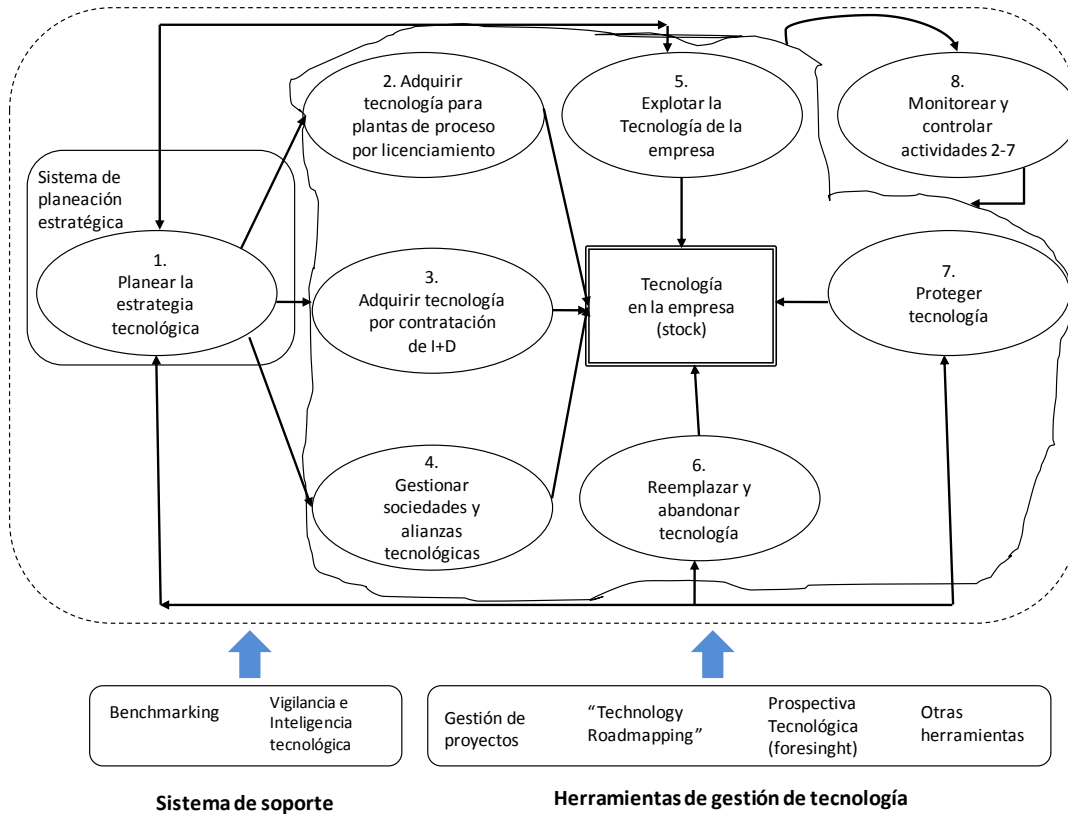 2. Adquirir
tecnología para
plantas de proceso
por licenciamiento
5.
Explotar la
Tecnología de la
empresa
8.
Monitorear y
controlar
actividades 2-7
Sistema de
planeación
estratégica
1.
Planear la
estrategia
tecnológica
3.
Adquirir tecnología
por contratación
de I+D
Tecnología
en la empresa
(stock)
7.
Proteger
tecnología
4.
Gestionar
sociedades y
alianzas
tecnológicas
6.
Reemplazar y
abandonar
tecnología
Benchmarking
Vigilancia e
Inteligencia
tecnológica
Gestión de
proyectos
“Technology
Roadmapping”
Prospectiva
Tecnológica
(foresinght)
Otras
herramientas
Sistema de soporte
Herramientas de gestión de tecnología